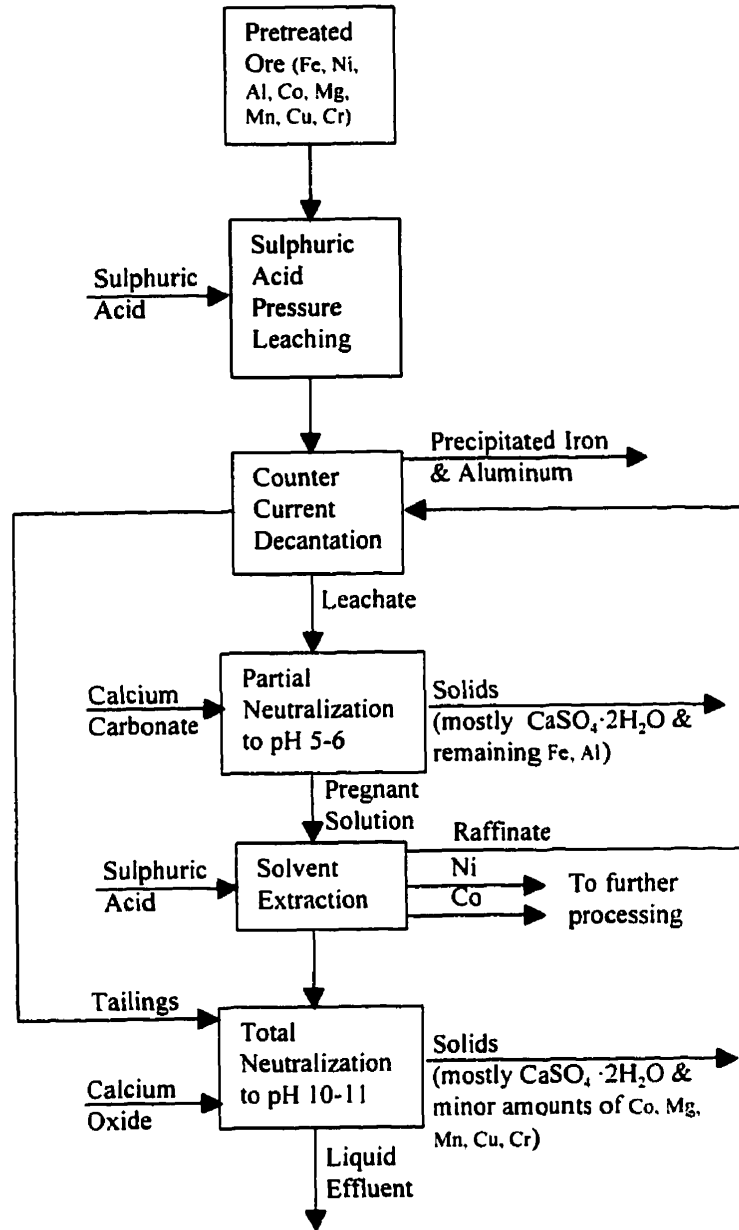 Pretreated
Ore (Fe, Ni,
Al, Co, Mg,
Mn, Cu, Cr)
Sulphuric
Acid
Sulphuric
Acid
Pressure
Leaching
Counter
Current
Decantation
Precipitated Iron
& Aluminum
Leachate
Calcium
Carbonate
Partial
Neutralization
to pH 5-6
Solids
(mostly CaSO₄·2H₂O &
remaining Fe, Al)
Pregnant
Solution
Sulphuric
Acid
Solvent
Extraction
Raffinate
Ni
Co
To further
processing
Tailings
Calcium
Oxide
Total
Neutralization
to pH 10-11
Solids
(mostly CaSO₄ ·2H₂O &
minor amounts of Co, Mg,
Mn, Cu, Cr)
Liquid
Effluent